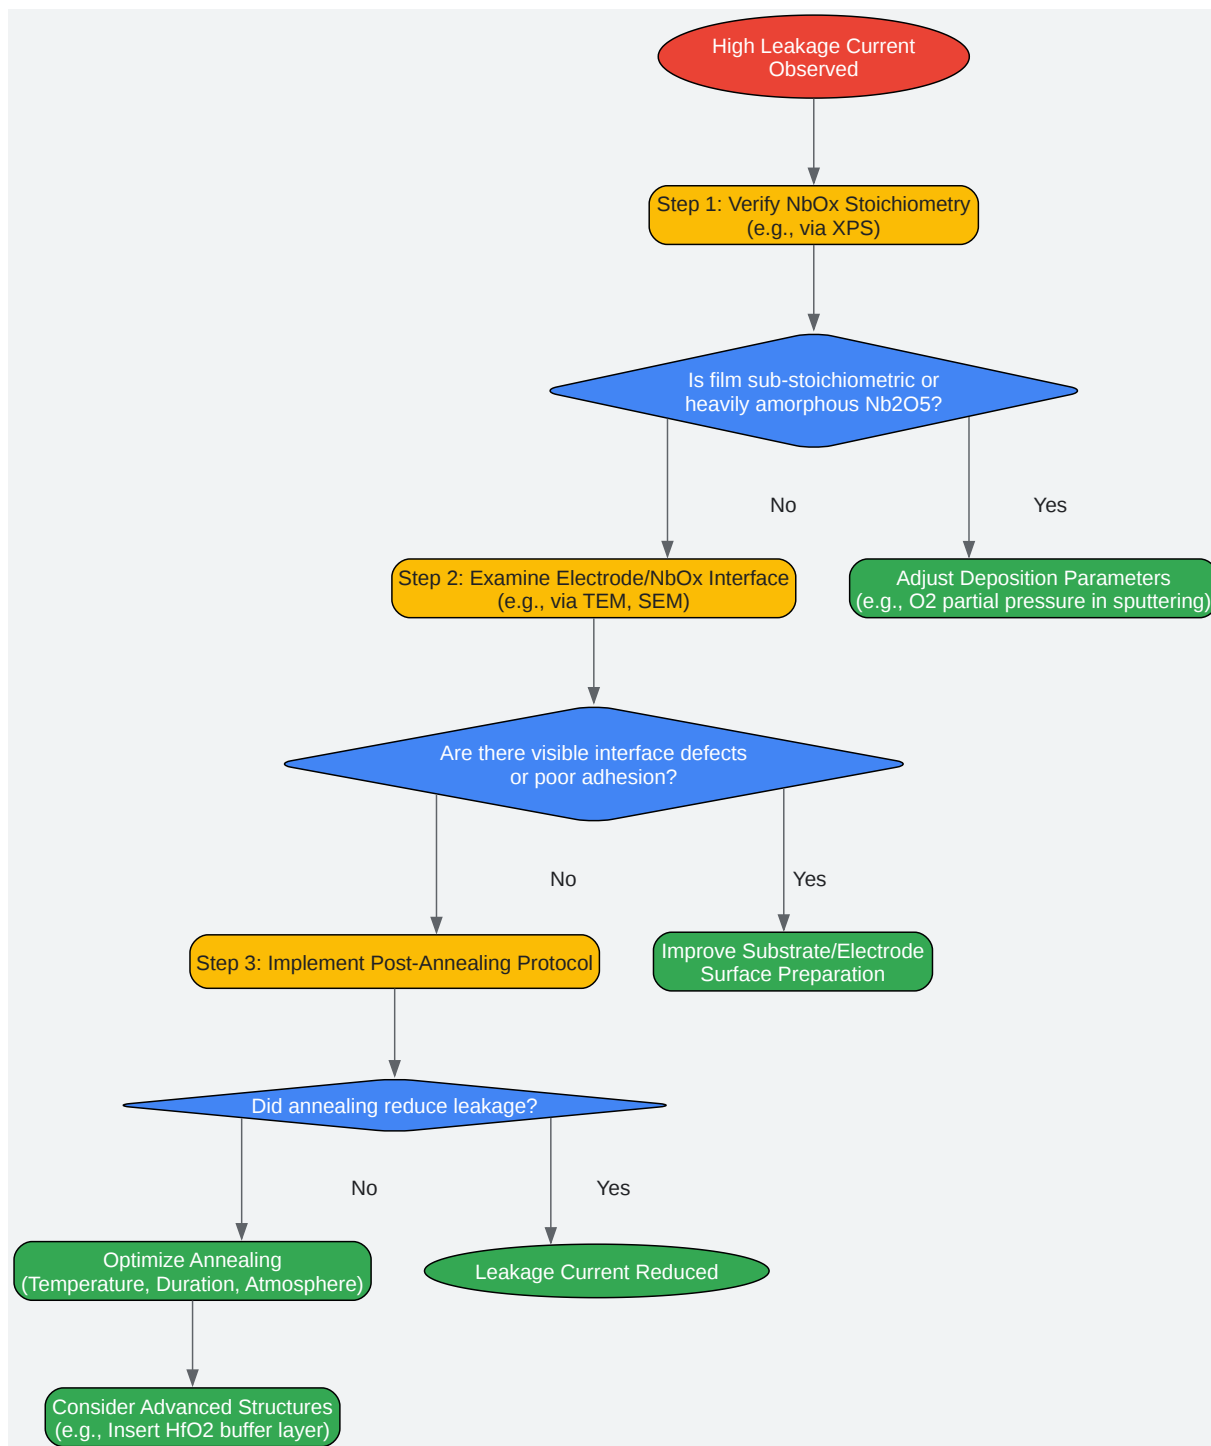 High Leakage Current
Observed
Step 1: Verify NbOx Stoichiometry
(e.g., via XPS)
Is film sub-stoichiometric or
heavily amorphous Nb2O5?
No
Yes
Step 2: Examine Electrode/NbOx Interface
(e.g., via TEM, SEM)
Adjust Deposition Parameters
(e.g., O2 partial pressure in sputtering)
Are there visible interface defects
or poor adhesion?
No
Yes
Step 3: Implement Post-Annealing Protocol
Improve Substrate/Electrode
Surface Preparation
Did annealing reduce leakage?
No
Yes
Optimize Annealing
(Temperature, Duration, Atmosphere)
Leakage Current Reduced
Consider Advanced Structures
(e.g., Insert HfO2 buffer layer)